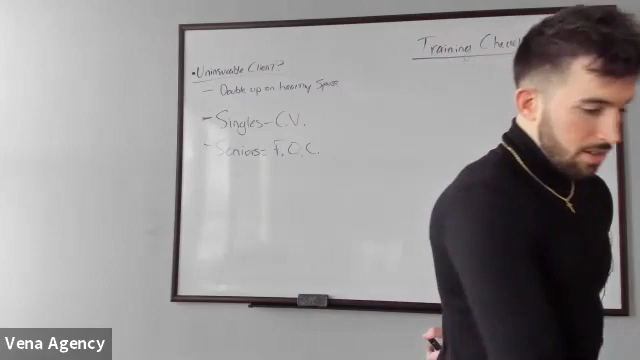 Training Check
• Uninsurable Client?
- Double up on hearing Space
- Singles - C.V.
- Seniors = F.O.C.
Vena Agency